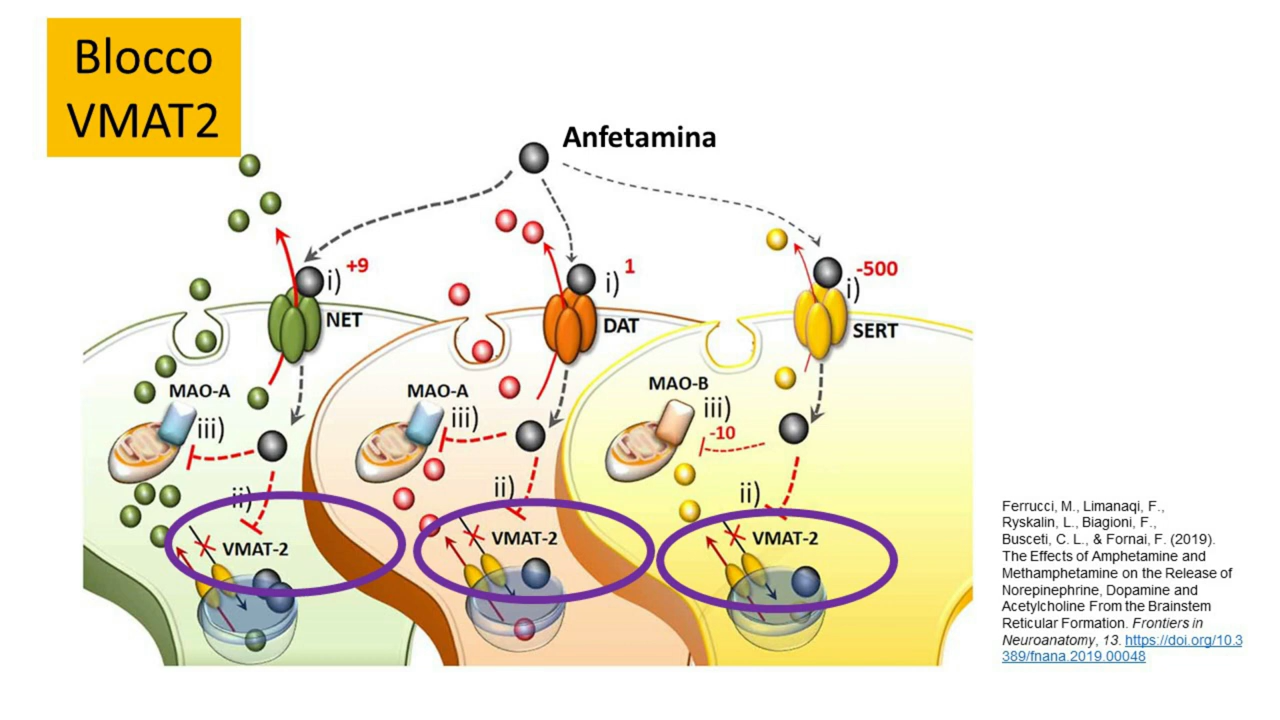 Blocco
VMAT2
Anfetamina
i) +9
NET
i) 1
DAT
i) -500
SERT
MAO-A
iii)
ii)
VMAT-2
MAO-A
iii)
ii)
VMAT-2
MAO-B
iii)
-10
ii)
VMAT-2
Ferrucci, M., Limanaqi, F.,
Ryskalin, L., Biagioni, F.,
Busceti, C. L., & Fornai, F. (2019).
The Effects of Amphetamine and
Methamphetamine on the Release of
Norepinephrine, Dopamine and
Acetylcholine From the Brainstem
Reticular Formation. Frontiers in
Neuroanatomy, 13. https://doi.org/10.3
389/fnana.2019.00048